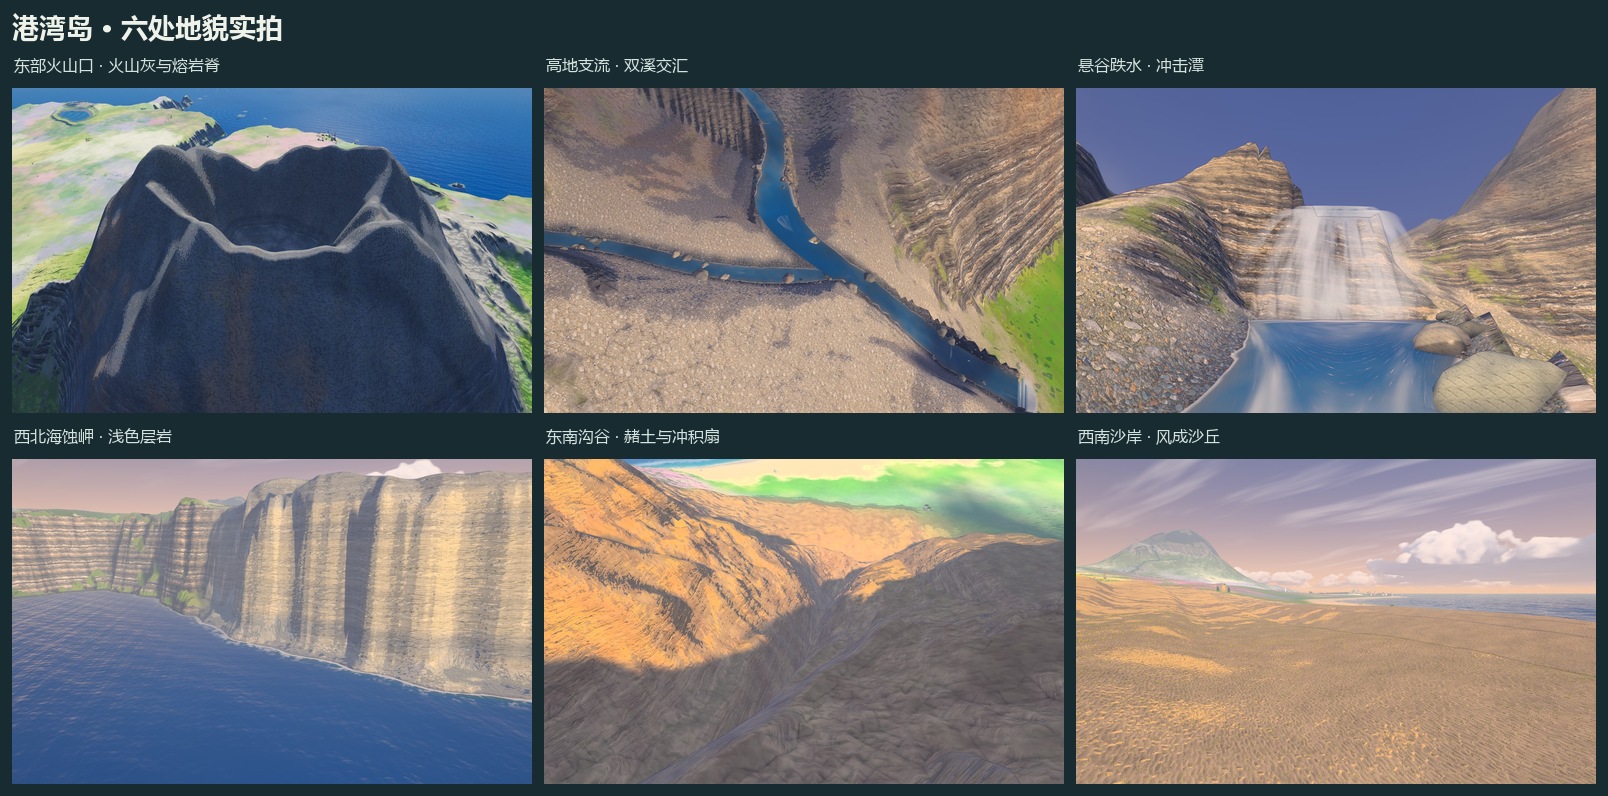 港湾岛 • 六处地貌实拍
东部火山口 · 火山灰与熔岩脊
高地支流 · 双溪交汇
悬谷跌水 · 冲击潭
西北海蚀岬 · 浅色层岩
东南沟谷 · 赭土与冲积扇
西南沙岸 · 风成沙丘